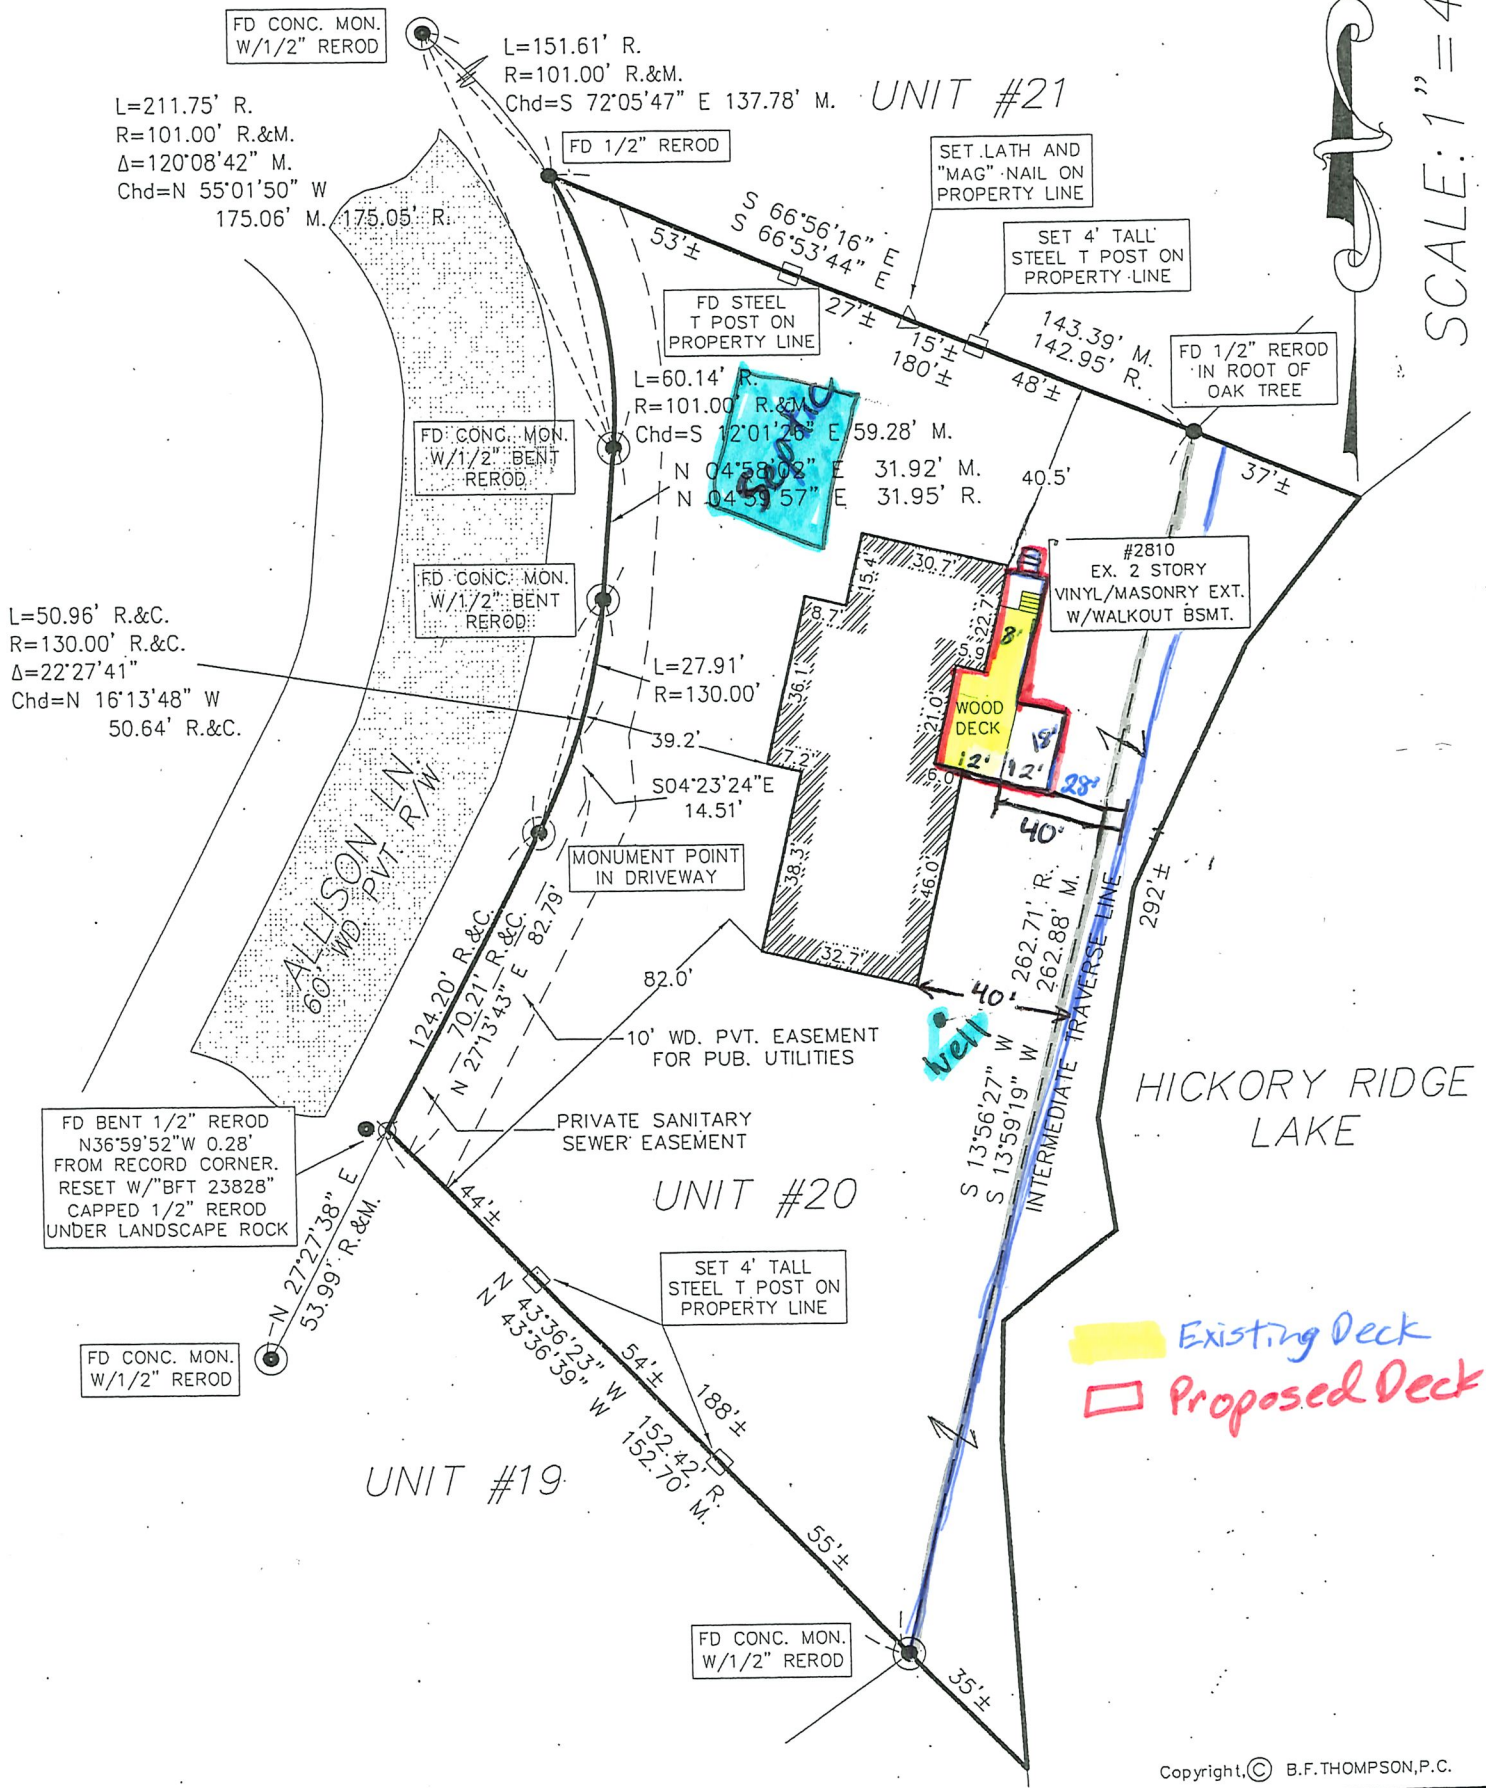 FD CONC. MON.
W/1/2" REROD
L=151.61' R.
R=101.00' R.&M.
Chd=S 72°05'47" E 137.78' M.
UNIT #21
SCALE: 1"=4
L=211.75' R.
R=101.00' R.&M.
Δ=120°08'42" M.
Chd=N 55°01'50" W
175.06' M. 175.05' R.
FD 1/2" REROD
SET LATH AND
"MAG" NAIL ON
PROPERTY LINE
S 66°56'16" E
S 66°53'44" E
53'±
SET 4' TALL
STEEL T POST ON
PROPERTY LINE
FD STEEL
T POST ON
PROPERTY LINE
27'±
15'±
180'±
143.39' M.
142.95' R.
48'±
FD 1/2" REROD
IN ROOT OF
OAK TREE
37'±
L=60.14' R.
R=101.00' R.&M.
Chd=S 12°01'26" E 59.28' M.
Septic
FD CONC. MON.
W/1/2" BENT
REROD
N 04°58'02" E 31.92' M.
N 04°59'57" E 31.95' R.
40.5'
#2810
EX. 2 STORY
VINYL/MASONRY EXT.
W/WALKOUT BSMT.
30.7'
15.4'
8.7'
22.7'
8'
5.9'
FD CONC. MON.
W/1/2" BENT
REROD
L=50.96' R.&C.
R=130.00' R.&C.
Δ=22°27'41"
Chd=N 16°13'48" W
50.64' R.&C.
L=27.91'
R=130.00'
36.1'
21.0'
WOOD
DECK
18'
12'
12'
28'
39.2'
7.2'
6.0'
40'
S04°23'24"E
14.51'
MONUMENT POINT
IN DRIVEWAY
38.3'
46.0'
292'±
ALLISON LN.
60' WD PVT R/W
124.20' R.&C.
70.21' R.&C.
N 27°13'43" E 82.79'
82.0'
32.7'
40'
Well
262.71' R.
262.88' M.
S 13°56'27" W
S 13°59'19" W
INTERMEDIATE TRAVERSE LINE
10' WD. PVT. EASEMENT
FOR PUB. UTILITIES
HICKORY RIDGE
LAKE
FD BENT 1/2" REROD
N36°59'52"W 0.28'
FROM RECORD CORNER.
RESET W/"BFT 23828"
CAPPED 1/2" REROD
UNDER LANDSCAPE ROCK
PRIVATE SANITARY
SEWER EASEMENT
UNIT #20
44'±
N 27°27'38" E
53.99' R.&M.
SET 4' TALL
STEEL T POST ON
PROPERTY LINE
FD CONC. MON.
W/1/2" REROD
N 43°36'23" W 152.42' R.
N 43°36'39" W 152.70' M.
54'±
188'±
Existing Deck
Proposed Deck
UNIT #19
55'±
FD CONC. MON.
W/1/2" REROD
35'±
Copyright,© B.F.THOMPSON,P.C.